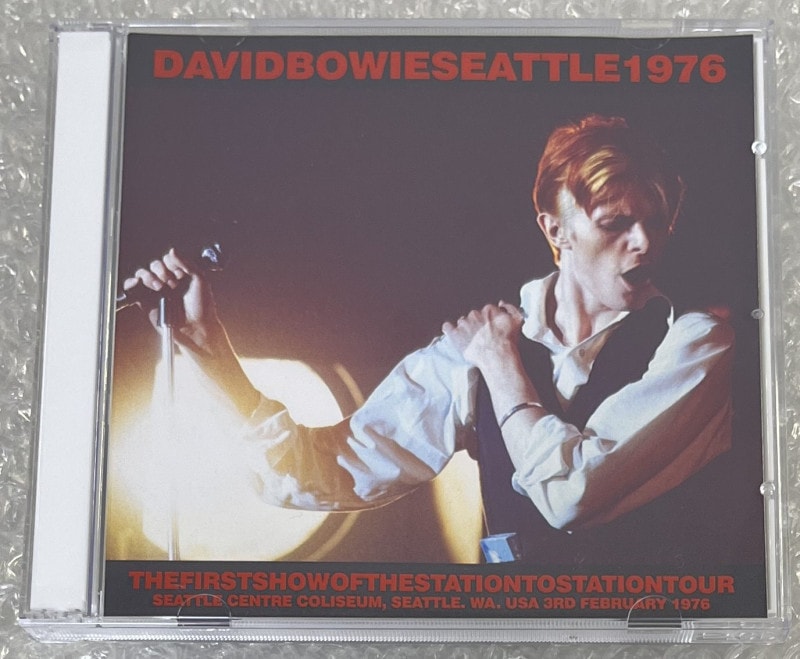 DAVIDBOWIESEATTLE1976
THEFIRSTSHOWOFTHESTATIONTOSTATIONTOUR
SEATTLE CENTRE COLISEUM, SEATTLE. WA. USA 3RD FEBRUARY 1976